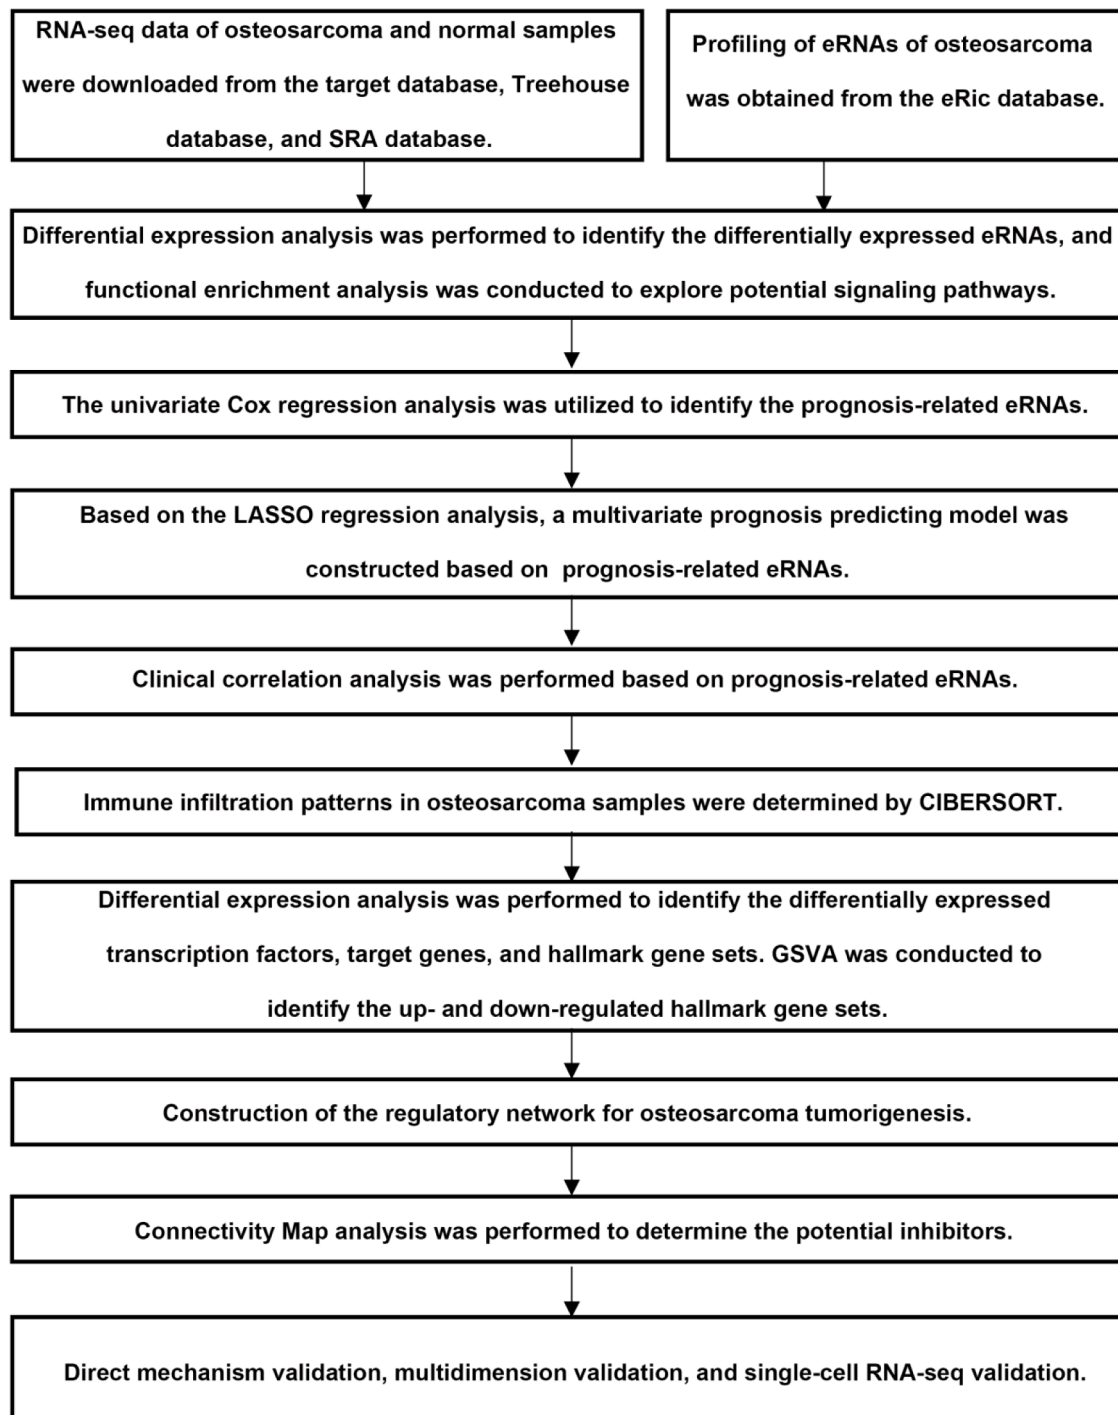 RNA-seq data of osteosarcoma and normal samples
were downloaded from the target database, Treehouse
database, and SRA database.
Profiling of eRNAs of osteosarcoma
was obtained from the eRic database.
Differential expression analysis was performed to identify the differentially expressed eRNAs, and
functional enrichment analysis was conducted to explore potential signaling pathways.
The univariate Cox regression analysis was utilized to identify the prognosis-related eRNAs.
Based on the LASSO regression analysis, a multivariate prognosis predicting model was
constructed based on prognosis-related eRNAs.
Clinical correlation analysis was performed based on prognosis-related eRNAs.
Immune infiltration patterns in osteosarcoma samples were determined by CIBERSORT.
Differential expression analysis was performed to identify the differentially expressed
transcription factors, target genes, and hallmark gene sets. GSVA was conducted to
identify the up- and down-regulated hallmark gene sets.
Construction of the regulatory network for osteosarcoma tumorigenesis.
Connectivity Map analysis was performed to determine the potential inhibitors.
Direct mechanism validation, multidimension validation, and single-cell RNA-seq validation.